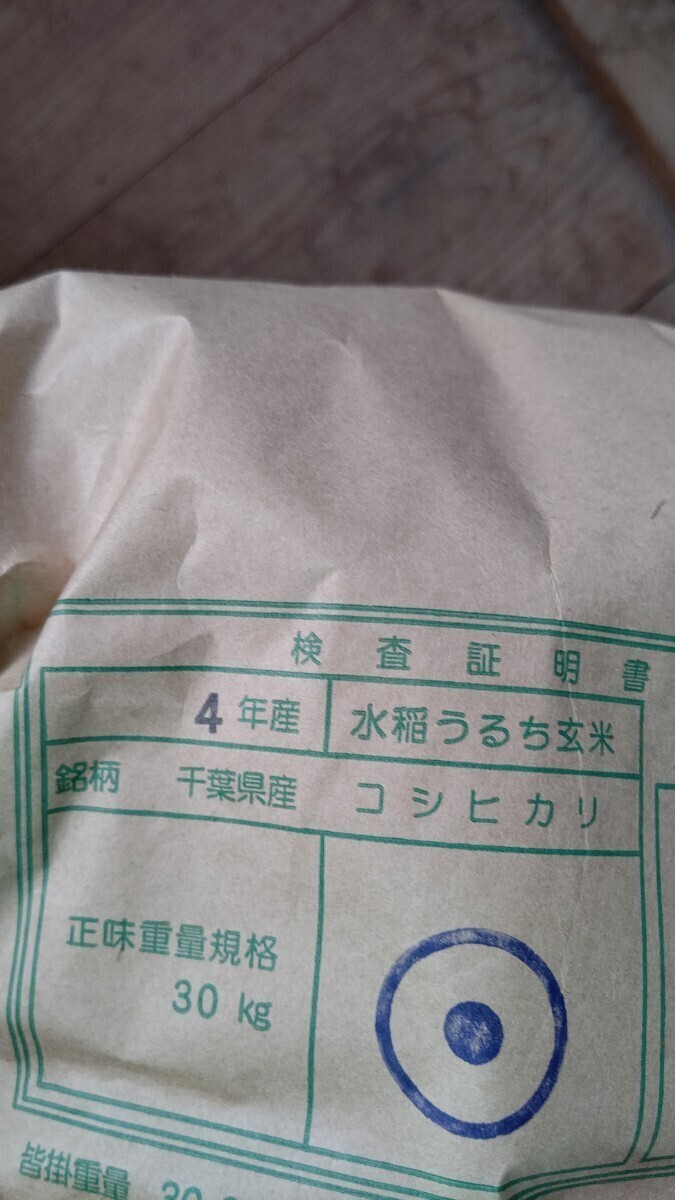 検査証明書
4年産 水稲うるち玄米
銘柄 千葉県産 コシヒカリ
正味重量規格
30kg
皆掛重量 30